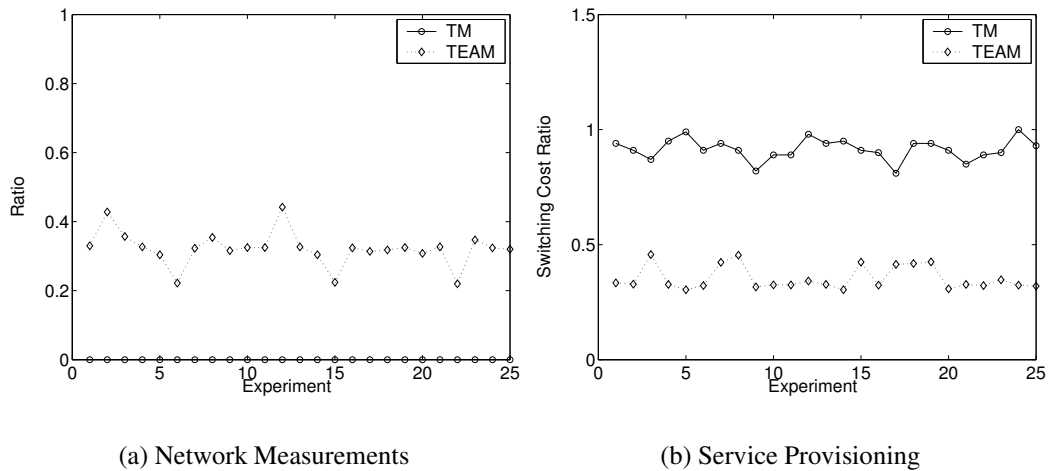 1
0.8
0.6
0.4
0.2
0
Ratio
0
5
10
15
20
25
Experiment
TM
TEAM
(a) Network Measurements
1.5
1
0.5
0
Switching Cost Ratio
0
5
10
15
20
25
Experiment
TM
TEAM
(b) Service Provisioning